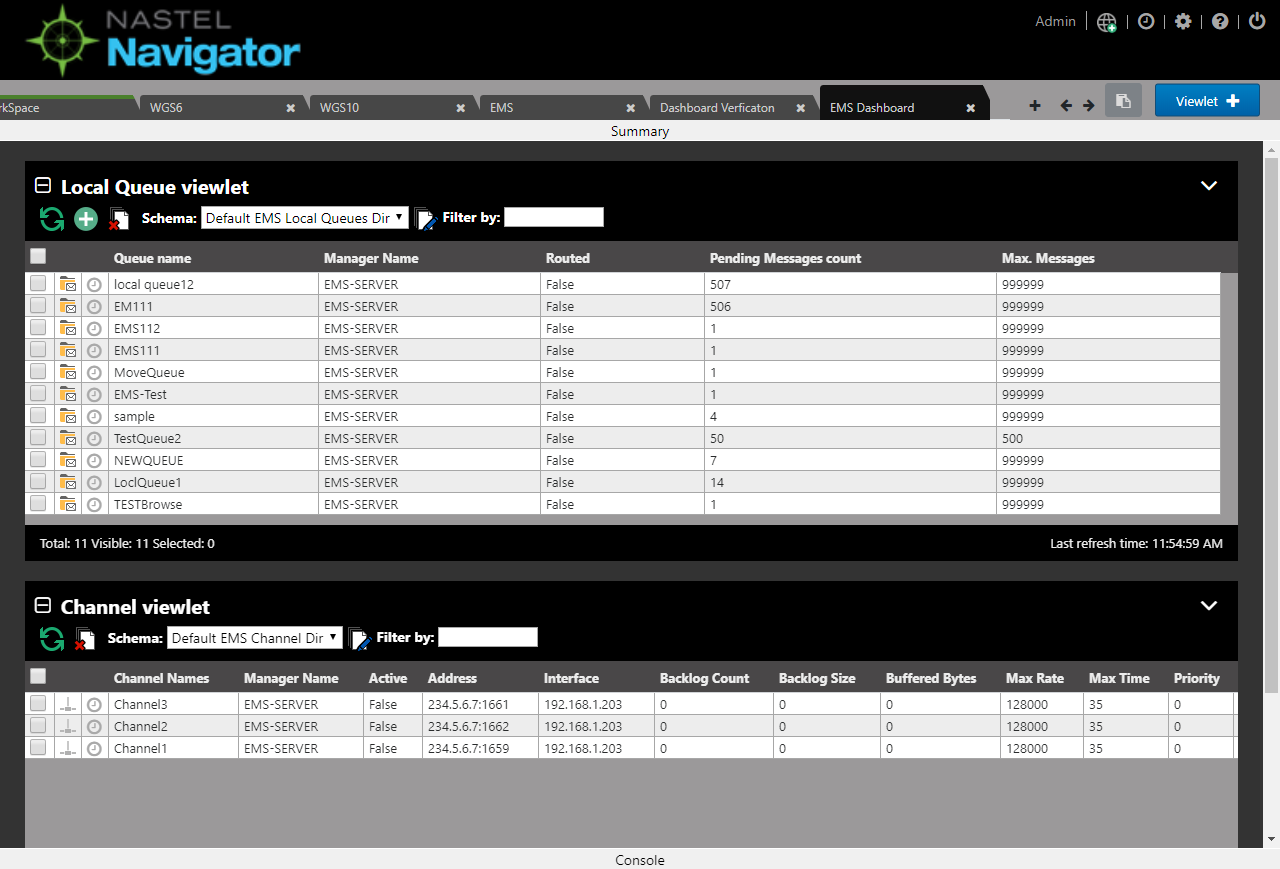 NASTEL
Navigator
Admin
rkSpace WGS6 WGS10 EMS Dashboard Verficaton EMS Dashboard Viewlet
Summary
Local Queue viewlet
Schema: Default EMS Local Queues Dir Filter by:
Queue name Manager Name Routed Pending Messages count Max. Messages
local queue12 EMS-SERVER False 507 999999
EM111 EMS-SERVER False 506 999999
EMS112 EMS-SERVER False 1 999999
EMS111 EMS-SERVER False 1 999999
MoveQueue EMS-SERVER False 1 999999
EMS-Test EMS-SERVER False 1 999999
sample EMS-SERVER False 4 999999
TestQueue2 EMS-SERVER False 50 500
NEWQUEUE EMS-SERVER False 7 999999
LoclQueue1 EMS-SERVER False 14 999999
TESTBrowse EMS-SERVER False 1 999999
Total: 11 Visible: 11 Selected: 0 Last refresh time: 11:54:59 AM
Channel viewlet
Schema: Default EMS Channel Dir Filter by:
Channel Names Manager Name Active Address Interface Backlog Count Backlog Size Buffered Bytes Max Rate Max Time Priority
Channel3 EMS-SERVER False 234.5.6.7:1661 192.168.1.203 0 0 0 128000 35 0
Channel2 EMS-SERVER False 234.5.6.7:1662 192.168.1.203 0 0 0 128000 35 0
Channel1 EMS-SERVER False 234.5.6.7:1659 192.168.1.203 0 0 0 128000 35 0
Console